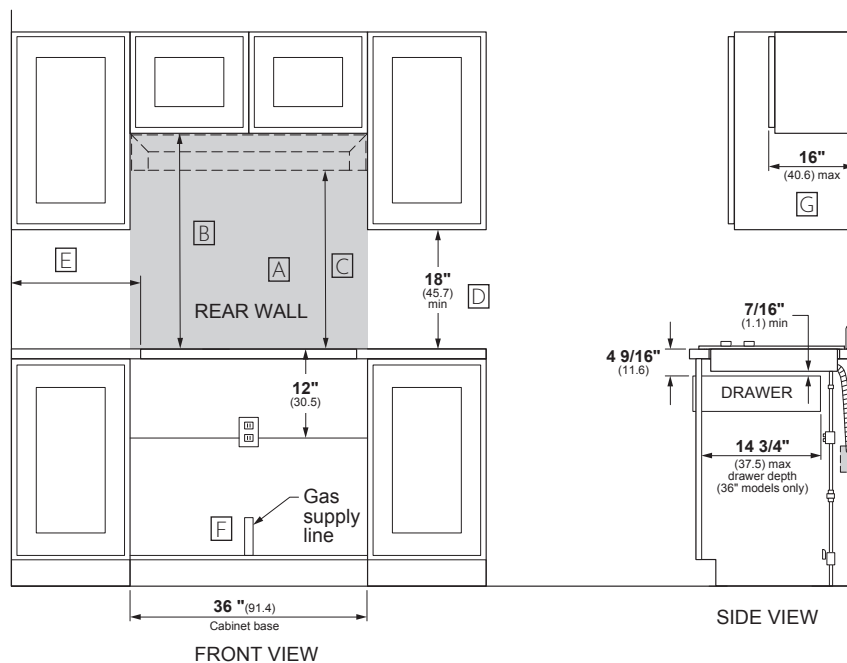 16"
(40.6) max
G
B
E
A
C
18"
(45.7)
min
D
REAR WALL
7/16"
(1.1) min
4 9/16"
(11.6)
12"
(30.5)
DRAWER
14 3/4"
(37.5) max
drawer depth
(36" models only)
F
Gas
supply
line
36 "(91.4)
Cabinet base
SIDE VIEW
FRONT VIEW